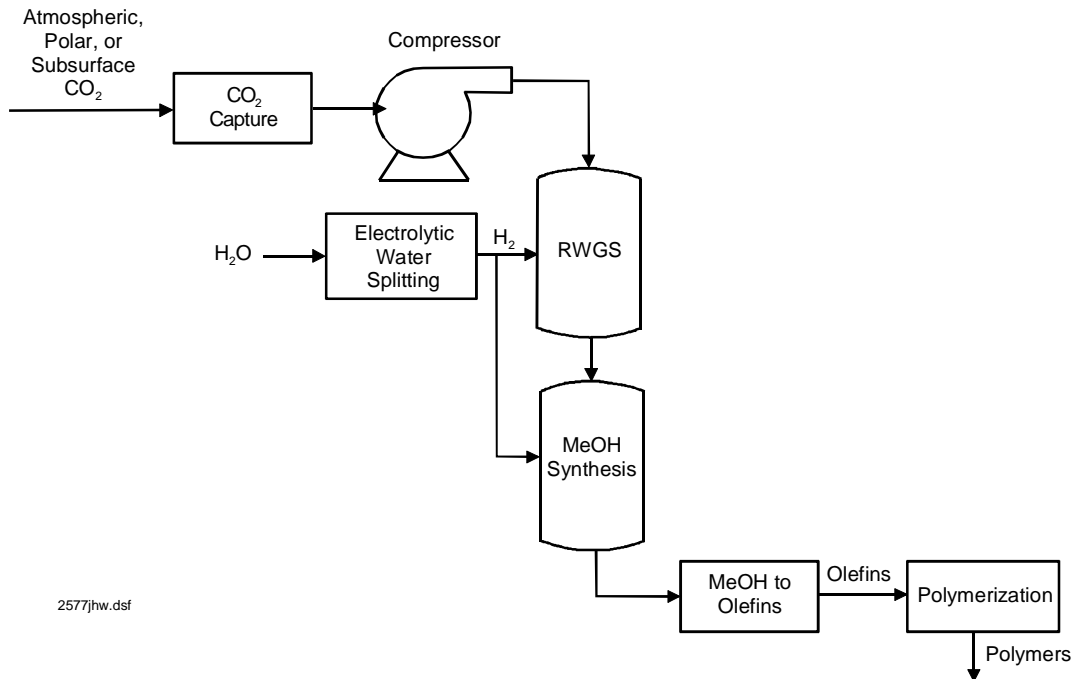 Atmospheric,
Polar, or
Subsurface
CO₂
Compressor
CO₂
Capture
H₂O
Electrolytic
Water
Splitting
H₂
RWGS
MeOH
Synthesis
MeOH to
Olefins
Olefins
Polymerization
Polymers
2577jhw.dsf